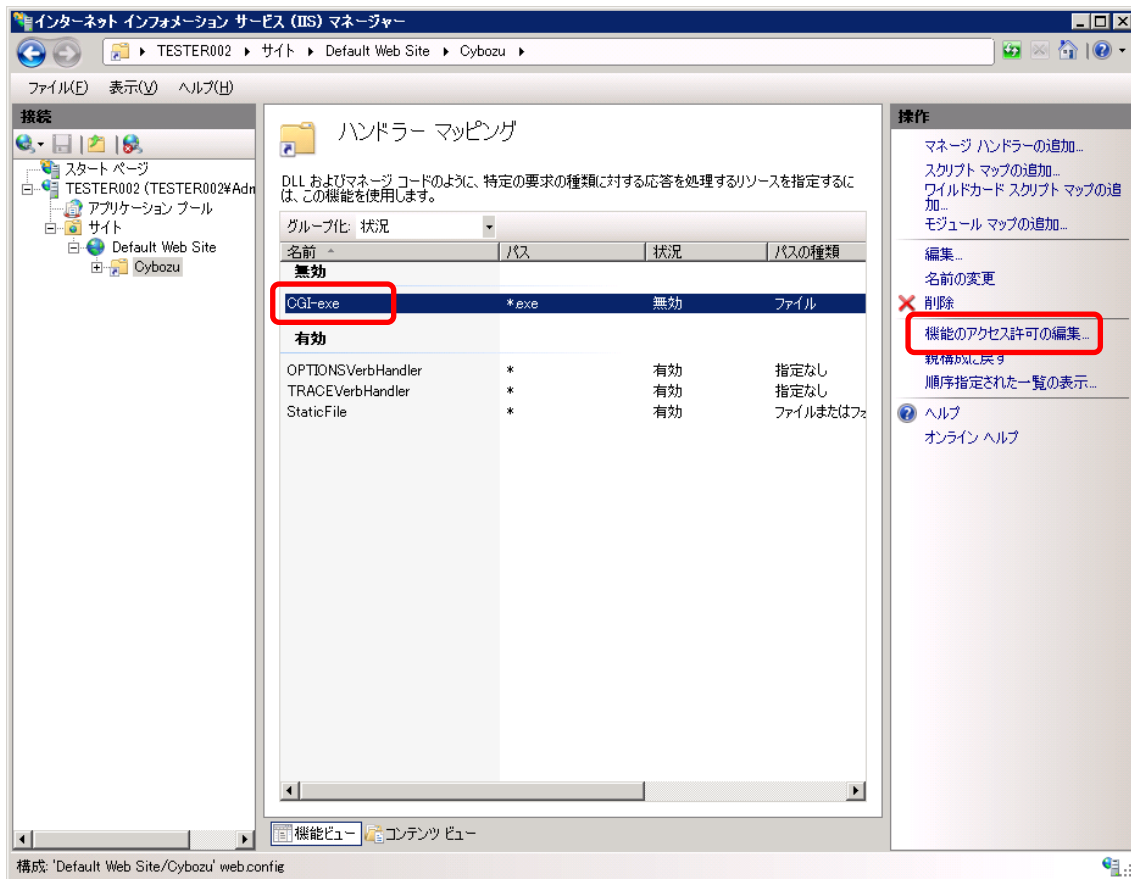 インターネット インフォメーション サービス (IIS) マネージャー
TESTER002 サイト Default Web Site Cybozu
ファイル(F) 表示(V) ヘルプ(H)
接続
スタート ページ
TESTER002 (TESTER002¥Adn
アプリケーション プール
サイト
Default Web Site
Cybozu
ハンドラー マッピング
DLL およびマネージ コードのように、特定の要求の種類に対する応答を処理するリソースを指定するに
は、この機能を使用します。
グループ化: 状況
名前 パス 状況 パスの種類
無効
CGI-exe *exe 無効 ファイル
有効
OPTIONSVerbHandler * 有効 指定なし
TRACEVerbHandler * 有効 指定なし
StaticFile * 有効 ファイルまたはフォ
機能ビュー コンテンツ ビュー
操作
マネージ ハンドラーの追加...
スクリプト マップの追加...
ワイルドカード スクリプト マップの追
加...
モジュール マップの追加...
編集...
名前の変更
削除
機能のアクセス許可の編集...
親構成に戻す
順序指定された一覧の表示...
ヘルプ
オンライン ヘルプ
構成: 'Default Web Site/Cybozu' web.config